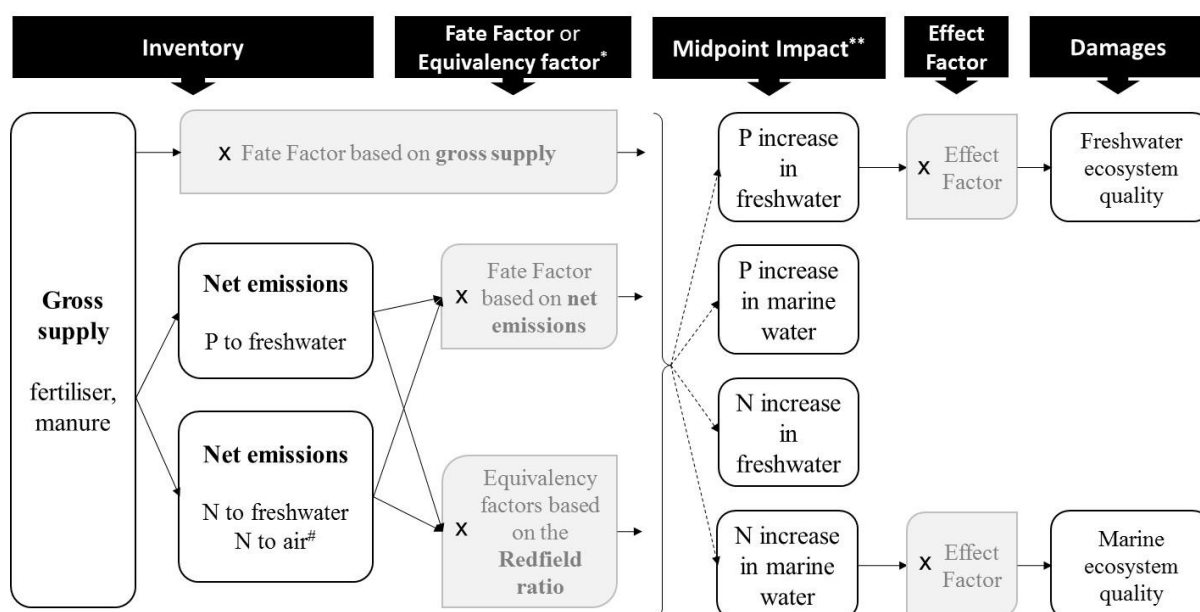 Inventory
Fate Factor or
Equivalency factor*
Midpoint Impact**
Effect
Factor
Damages
Gross
supply
fertiliser,
manure
x Fate Factor based on gross supply
Net emissions
P to freshwater
Net emissions
N to freshwater
N to air#
x Fate Factor
based on net
emissions
x Equivalency
factors based
on the
Redfield
ratio
P increase
in
freshwater
P increase
in marine
water
N increase
in
freshwater
N increase
in marine
water
x Effect
Factor
x Effect
Factor
Freshwater
ecosystem
quality
Marine
ecosystem
quality